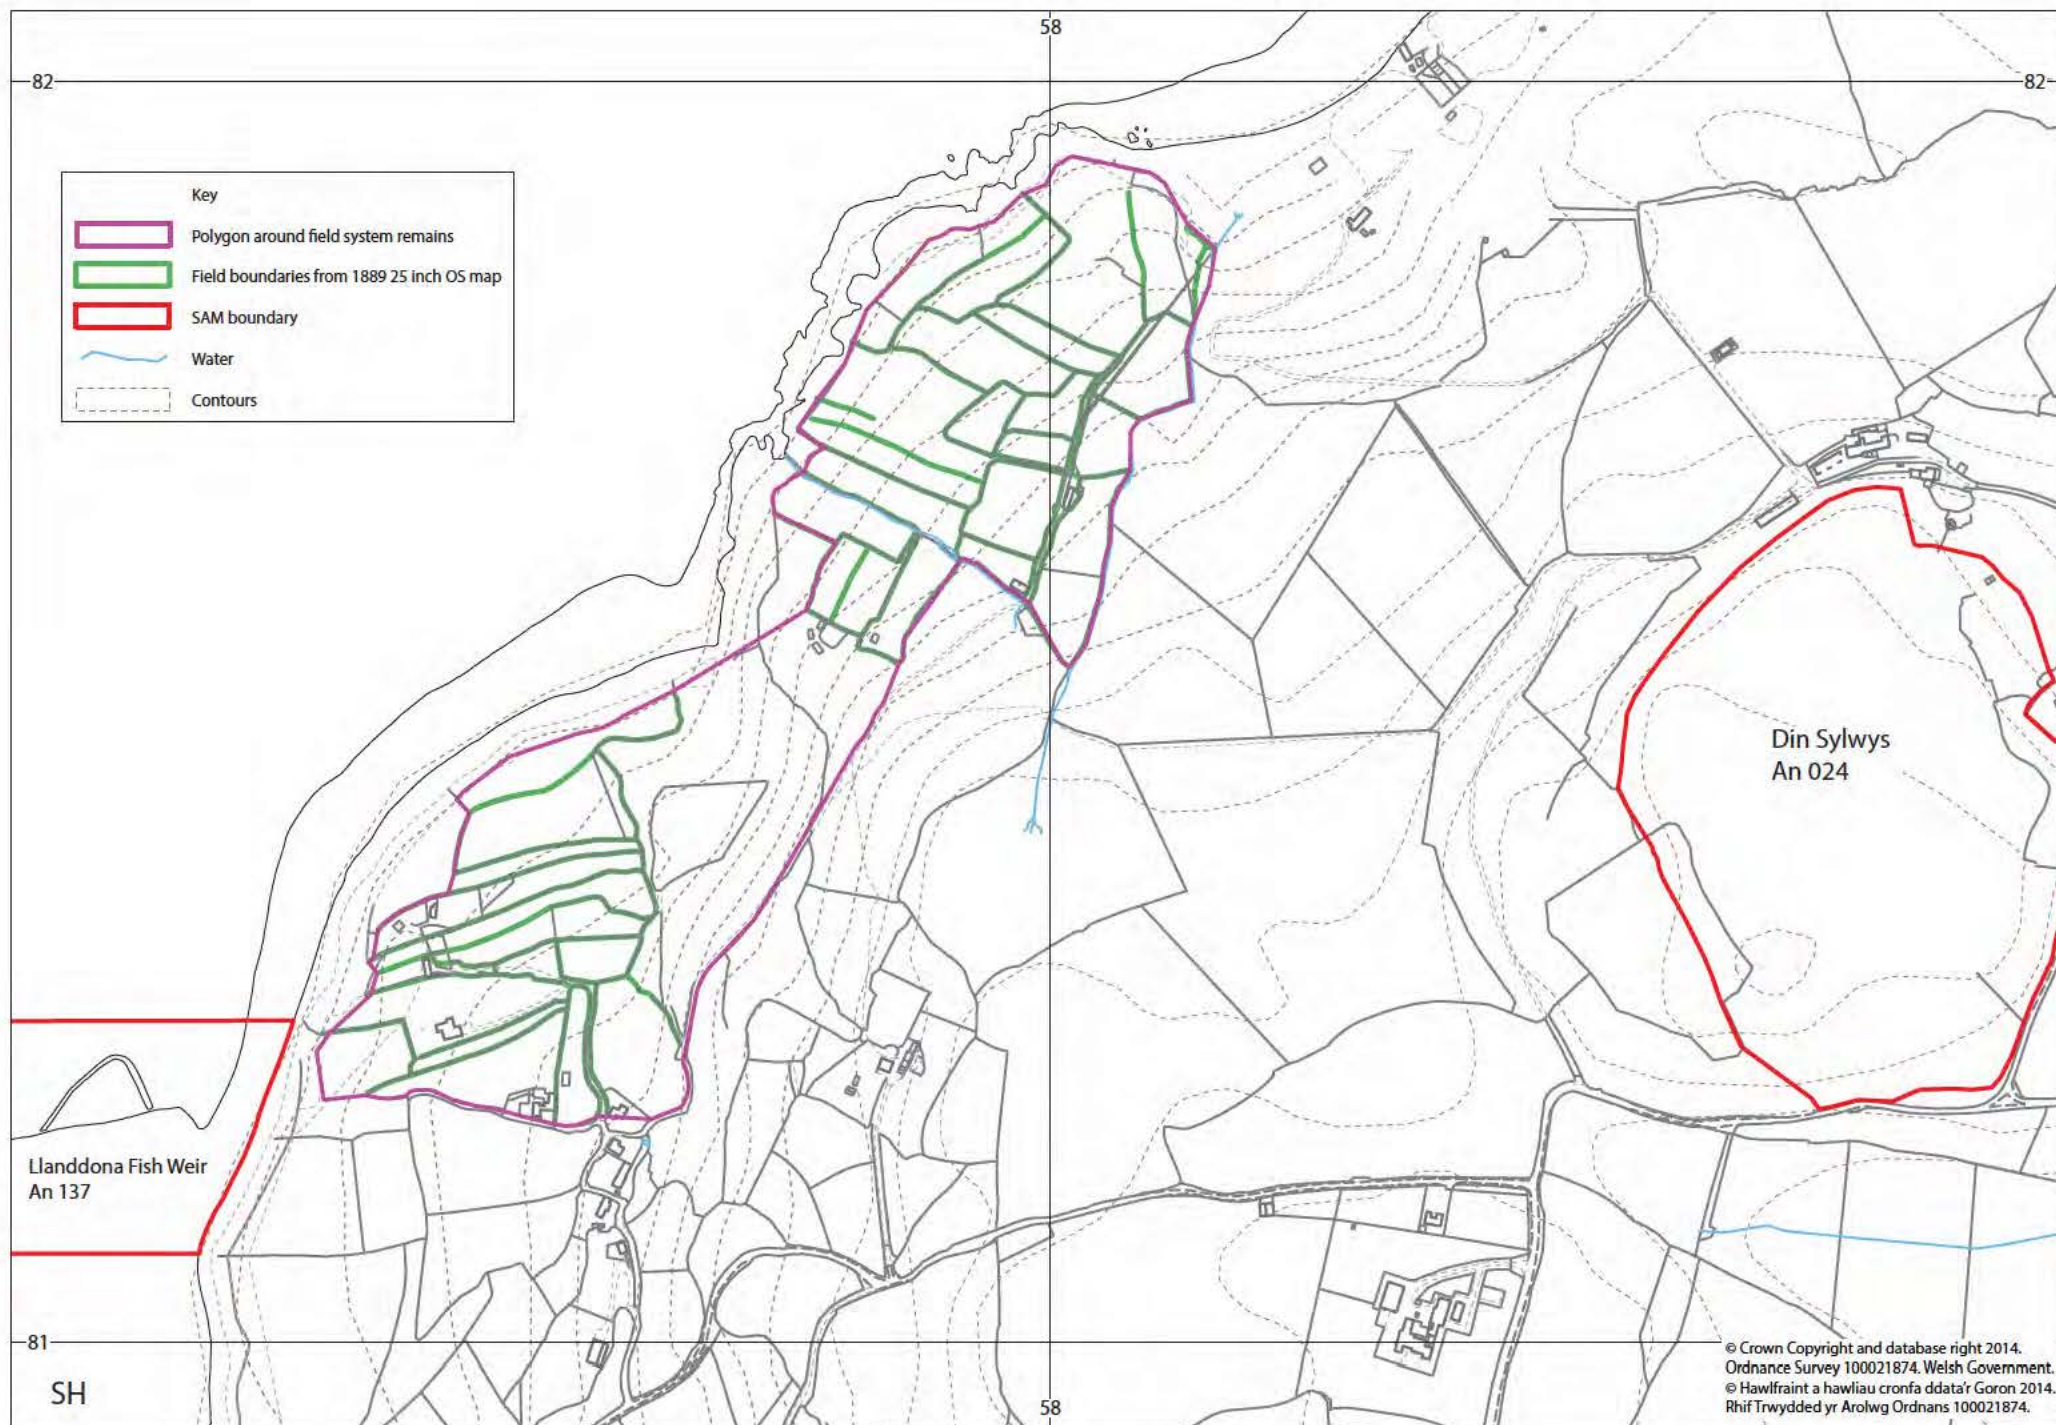 58
82
82
Key
Polygon around field system remains
Field boundaries from 1889 25 inch OS map
SAM boundary
Water
Contours
Din Sylwys
An 024
Llanddona Fish Weir
An 137
81
SH
58
© Crown Copyright and database right 2014.
Ordnance Survey 100021874. Welsh Government.
© Hawlfraint a hawliau cronfa ddata'r Goron 2014.
Rhif Trwydded yr Arolwg Ordnans 100021874.